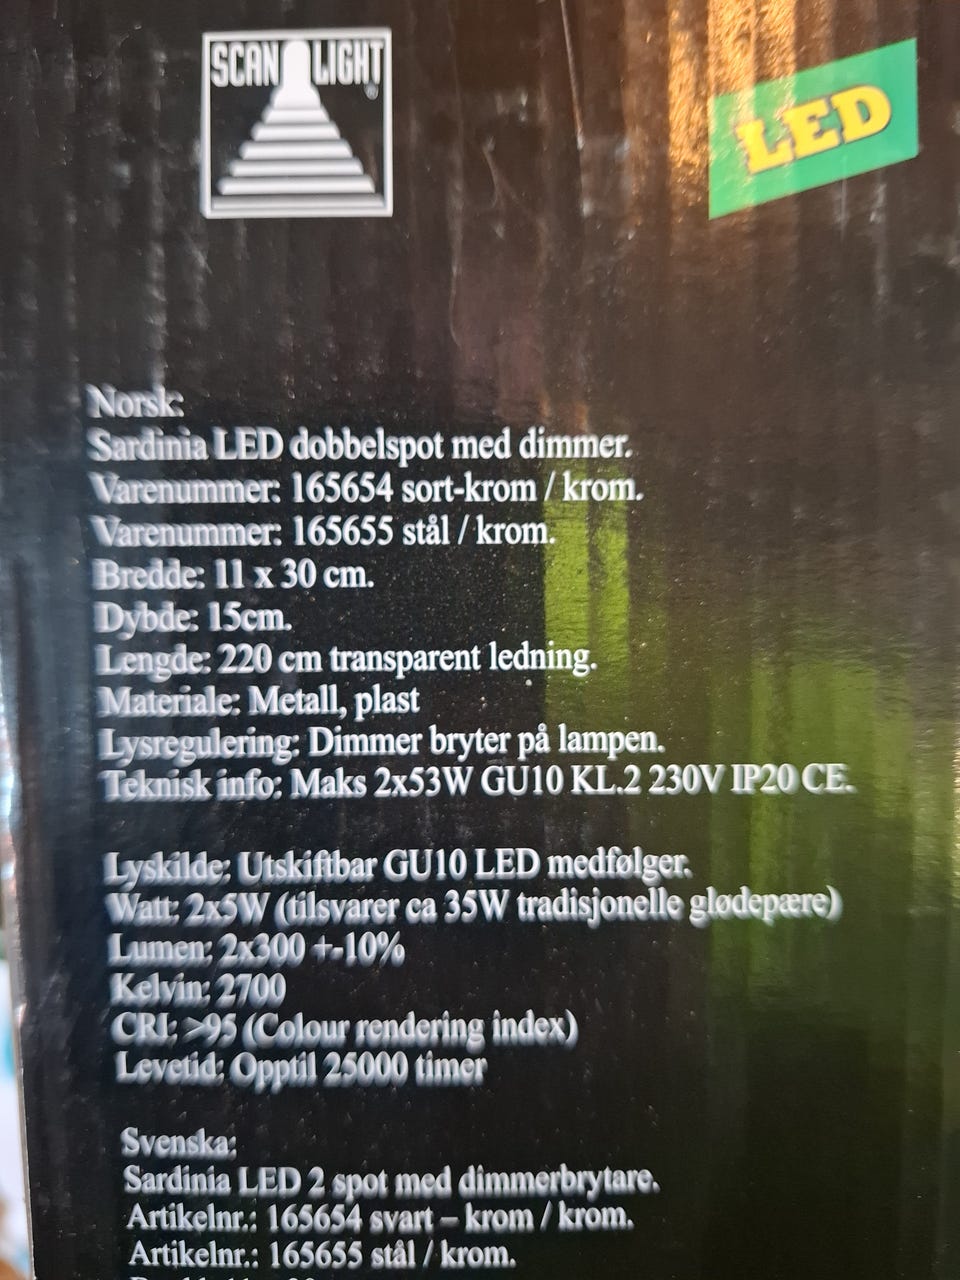 SCAN LIGHT®
LED
Norsk:
Sardinia LED dobbelspot med dimmer.
Varenummer: 165654 sort-krom / krom.
Varenummer: 165655 stål / krom.
Bredde: 11 x 30 cm.
Dybde: 15cm.
Lengde: 220 cm transparent ledning.
Materiale: Metall, plast
Lysregulering: Dimmer bryter på lampen.
Teknisk info: Maks 2x53W GU10 KL.2 230V IP20 CE.
Lyskilde: Utskiftbar GU10 LED medfølger.
Watt: 2x5W (tilsvarer ca 35W tradisjonelle glødepære)
Lumen: 2x300 +-10%
Kelvin: 2700
CRI: >95 (Colour rendering index)
Levetid: Opptil 25000 timer
Svenska:
Sardinia LED 2 spot med dimmerbrytare.
Artikelnr.: 165654 svart – krom / krom.
Artikelnr.: 165655 stål / krom.